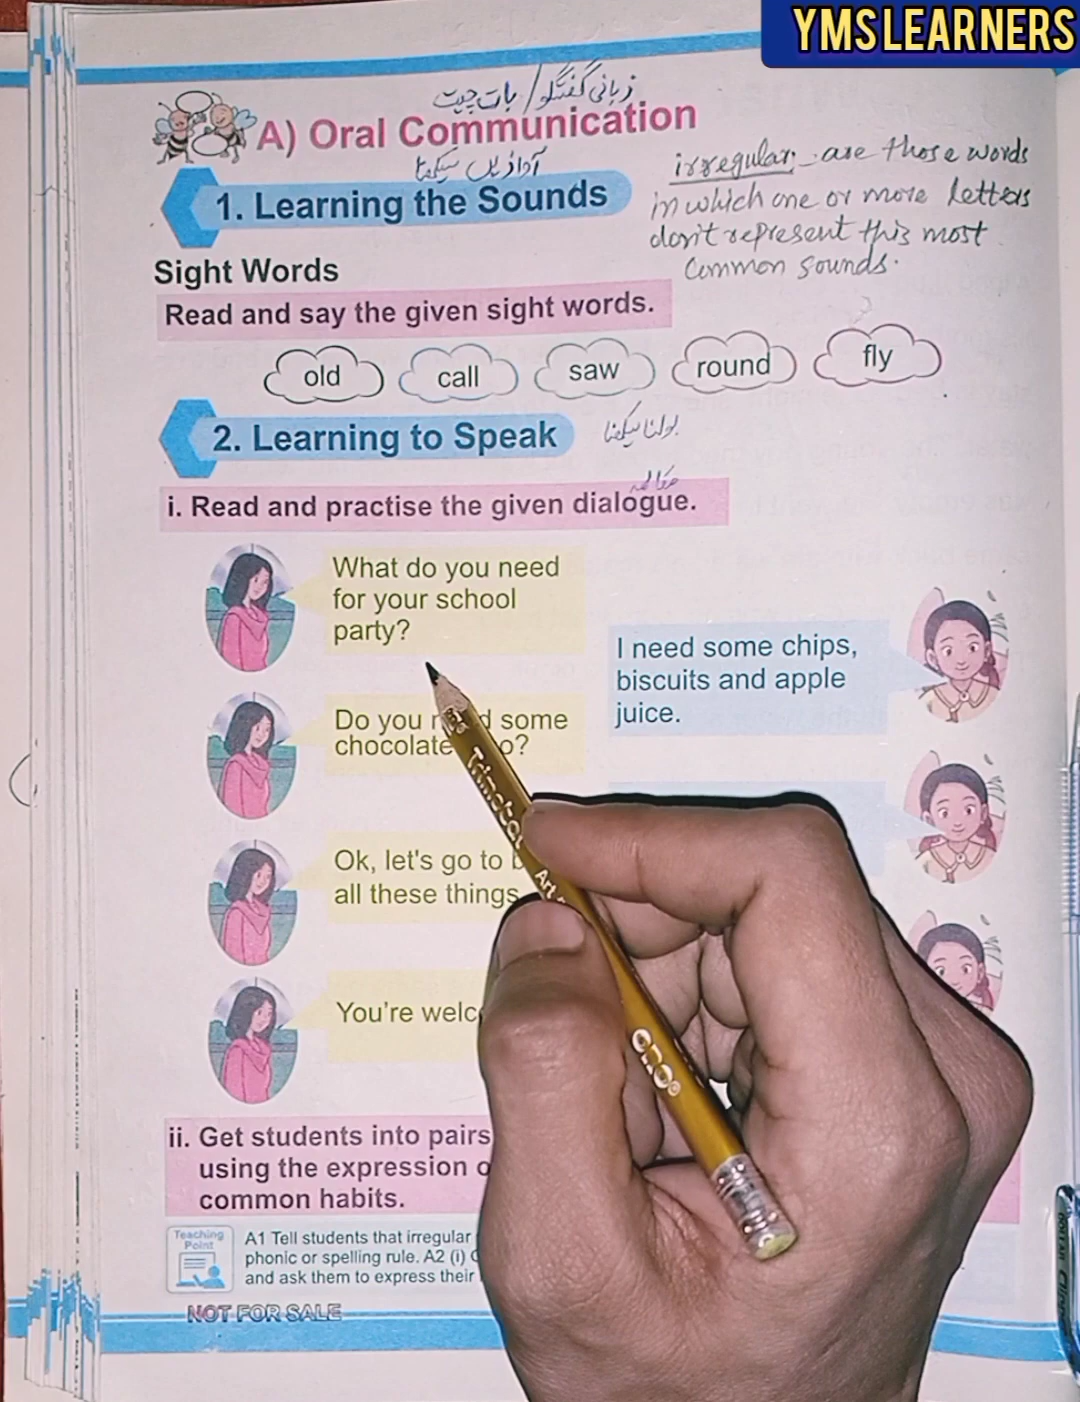 YMS LEARNERS
زبانی گفتگو / بات چیت
A) Oral Communication
آوازیں سیکھنا
1. Learning the Sounds
irregular; are those words
in which one or more letters
don't represent this most
Common sounds.
Sight Words
Read and say the given sight words.
old call saw round fly
2. Learning to Speak
بولنا سیکھنا
مکالمہ
i. Read and practise the given dialogue.
What do you need
for your school
party?
I need some chips,
biscuits and apple
juice.
Do you some
chocolate
Ok, let's go to
all these things
You're
ii. Get students into pairs
using the expression
common habits.
Teaching
Point
A1 Tell students that irregular
phonic or spelling rule. A2 (i)
and ask them to express their
NOT FOR SALE
Trimetal
Art
oro